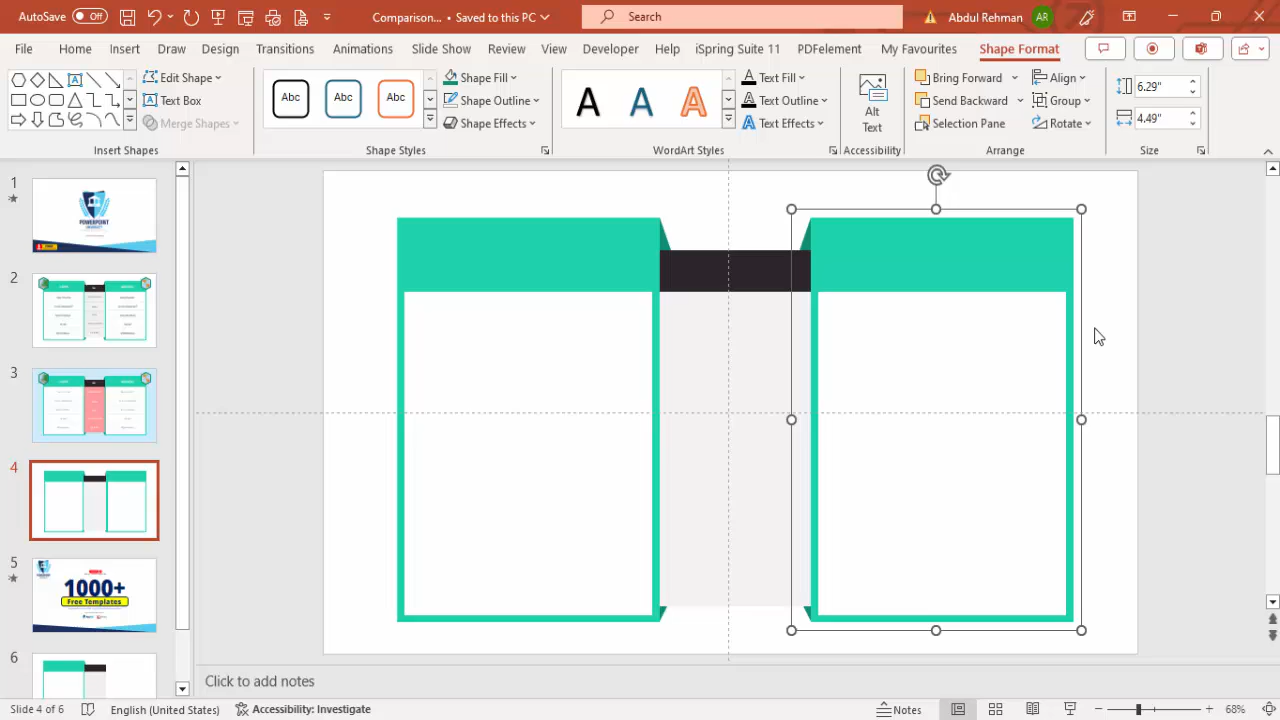 AutoSave Off Comparison... • Saved to this PC Search Abdul Rehman AR
File Home Insert Draw Design Transitions Animations Slide Show Review View Developer Help iSpring Suite 11 PDFelement My Favourites Shape Format
Edit Shape
Text Box
Merge Shapes
Insert Shapes
Abc Abc Abc
Shape Fill
Shape Outline
Shape Effects
Shape Styles
A A A
Text Fill
Text Outline
Text Effects
WordArt Styles
Alt
Text
Accessibility
Bring Forward
Send Backward
Selection Pane
Align
Group
Rotate
Arrange
6.29"
4.49"
Size
1
POWERPOINT
UNIVERSITY
2
3
4
5
1000+
Free Templates
6
Click to add notes
Slide 4 of 6 English (United States) Accessibility: Investigate Notes 68%